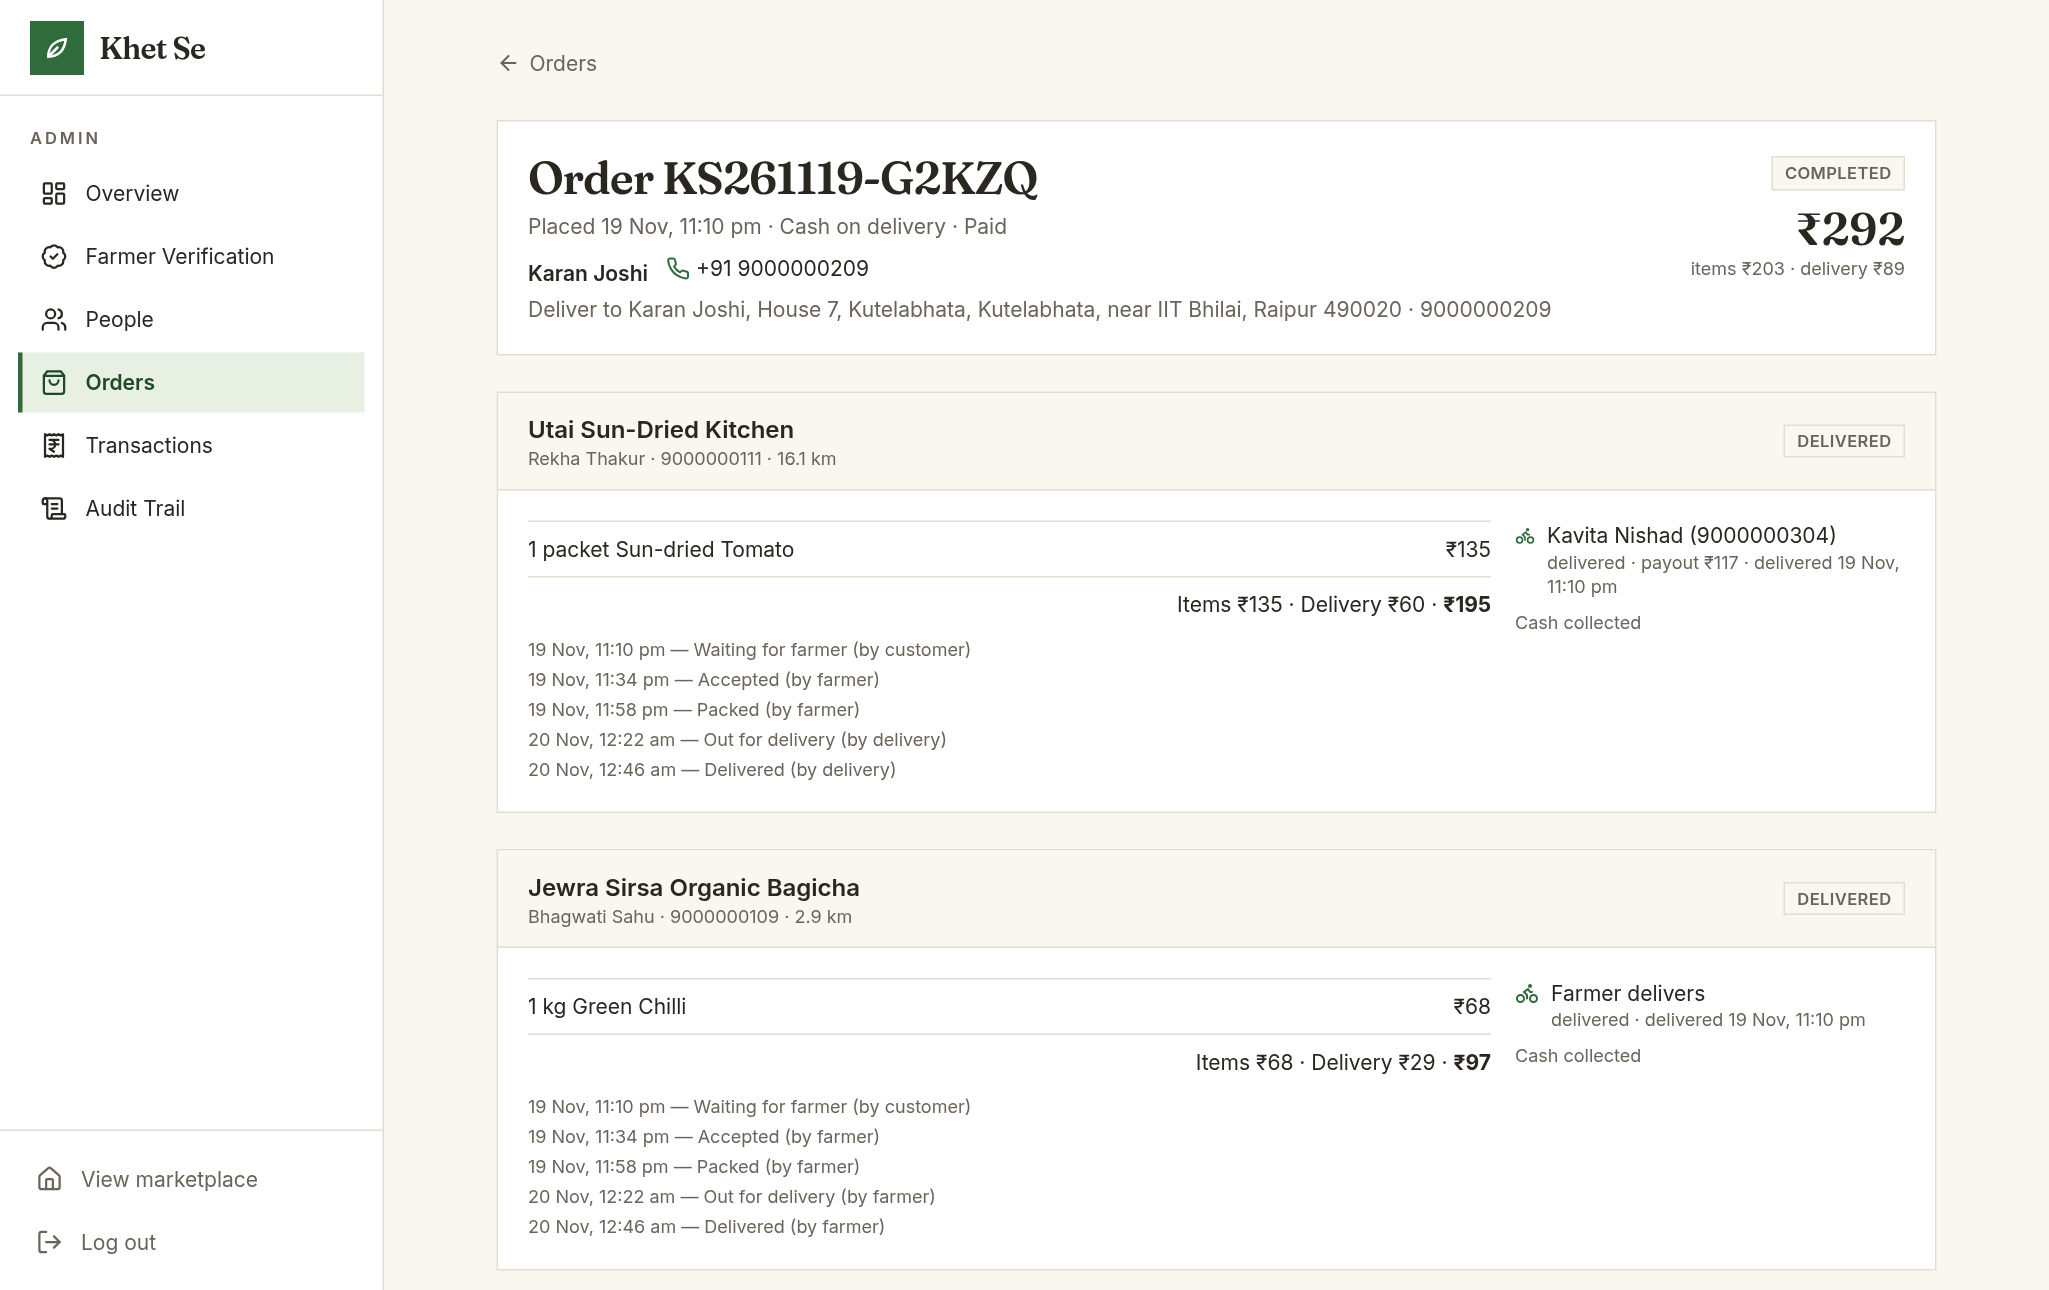 Khet Se
ADMIN
Overview
Farmer Verification
People
Orders
Transactions
Audit Trail
View marketplace
Log out
Orders
Order KS261119-G2KZQ
COMPLETED
Placed 19 Nov, 11:10 pm · Cash on delivery · Paid
₹292
Karan Joshi +91 9000000209
items ₹203 · delivery ₹89
Deliver to Karan Joshi, House 7, Kutelabhata, Kutelabhata, near IIT Bhilai, Raipur 490020 · 9000000209
Utai Sun-Dried Kitchen
Rekha Thakur · 9000000111 · 16.1 km
DELIVERED
1 packet Sun-dried Tomato ₹135
Items ₹135 · Delivery ₹60 · ₹195
19 Nov, 11:10 pm — Waiting for farmer (by customer)
19 Nov, 11:34 pm — Accepted (by farmer)
19 Nov, 11:58 pm — Packed (by farmer)
20 Nov, 12:22 am — Out for delivery (by delivery)
20 Nov, 12:46 am — Delivered (by delivery)
Kavita Nishad (9000000304)
delivered · payout ₹117 · delivered 19 Nov,
11:10 pm
Cash collected
Jewra Sirsa Organic Bagicha
Bhagwati Sahu · 9000000109 · 2.9 km
DELIVERED
1 kg Green Chilli ₹68
Items ₹68 · Delivery ₹29 · ₹97
19 Nov, 11:10 pm — Waiting for farmer (by customer)
19 Nov, 11:34 pm — Accepted (by farmer)
19 Nov, 11:58 pm — Packed (by farmer)
20 Nov, 12:22 am — Out for delivery (by farmer)
20 Nov, 12:46 am — Delivered (by farmer)
Farmer delivers
delivered · delivered 19 Nov, 11:10 pm
Cash collected